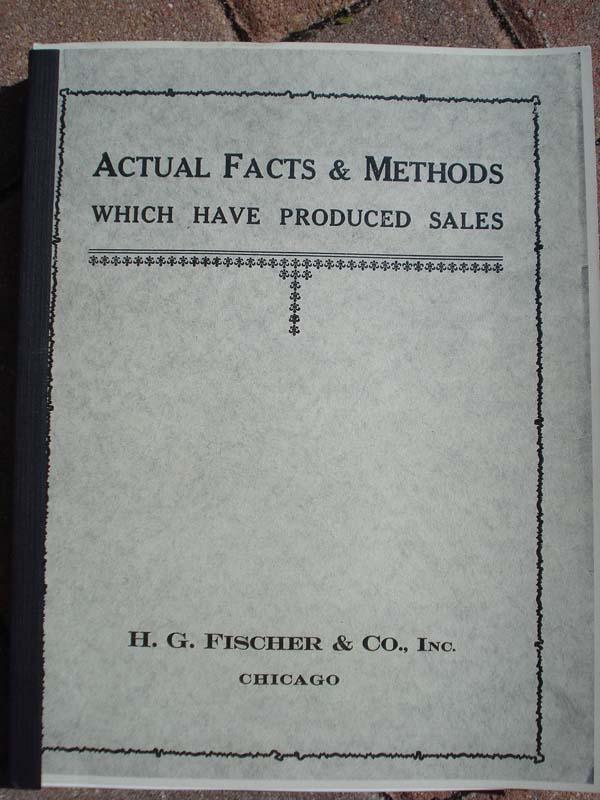 ACTUAL FACTS & METHODS
WHICH HAVE PRODUCED SALES
H. G. FISCHER & CO., INC.
CHICAGO